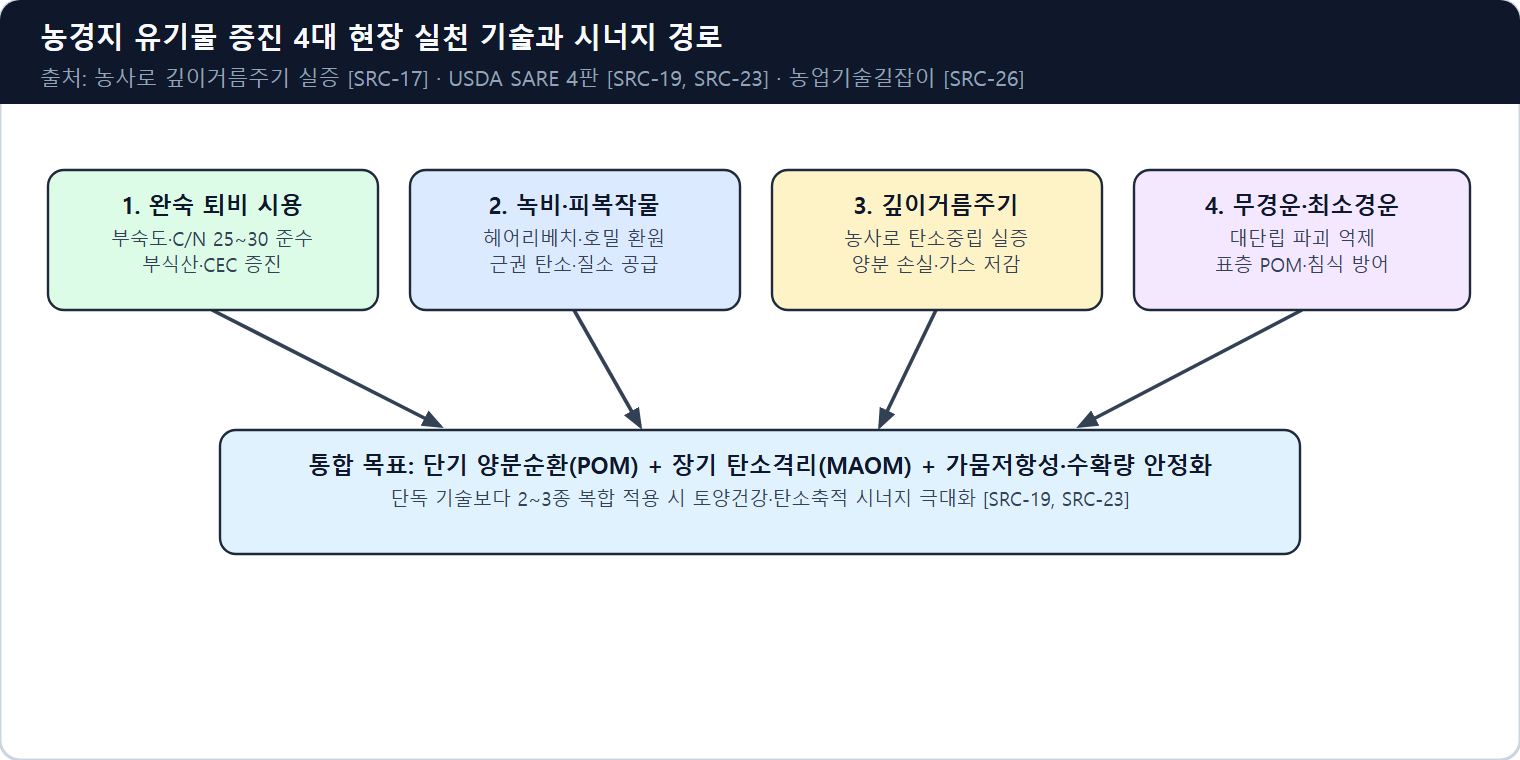 농경지 유기물 증진 4대 현장 실천 기술과 시너지 경로
출처: 농사로 깊이거름주기 실증 [SRC-17] · USDA SARE 4판 [SRC-19, SRC-23] · 농업기술길잡이 [SRC-26]
1. 완숙 퇴비 시용
부숙도·C/N 25~30 준수
부식산·CEC 증진
2. 녹비·피복작물
헤어리베치·호밀 환원
근권 탄소·질소 공급
3. 깊이거름주기
농사로 탄소중립 실증
양분 손실·가스 저감
4. 무경운·최소경운
대단립 파괴 억제
표층 POM·침식 방어
통합 목표: 단기 양분순환(POM) + 장기 탄소격리(MAOM) + 가뭄저항성·수확량 안정화
단독 기술보다 2~3종 복합 적용 시 토양건강·탄소축적 시너지 극대화 [SRC-19, SRC-23]